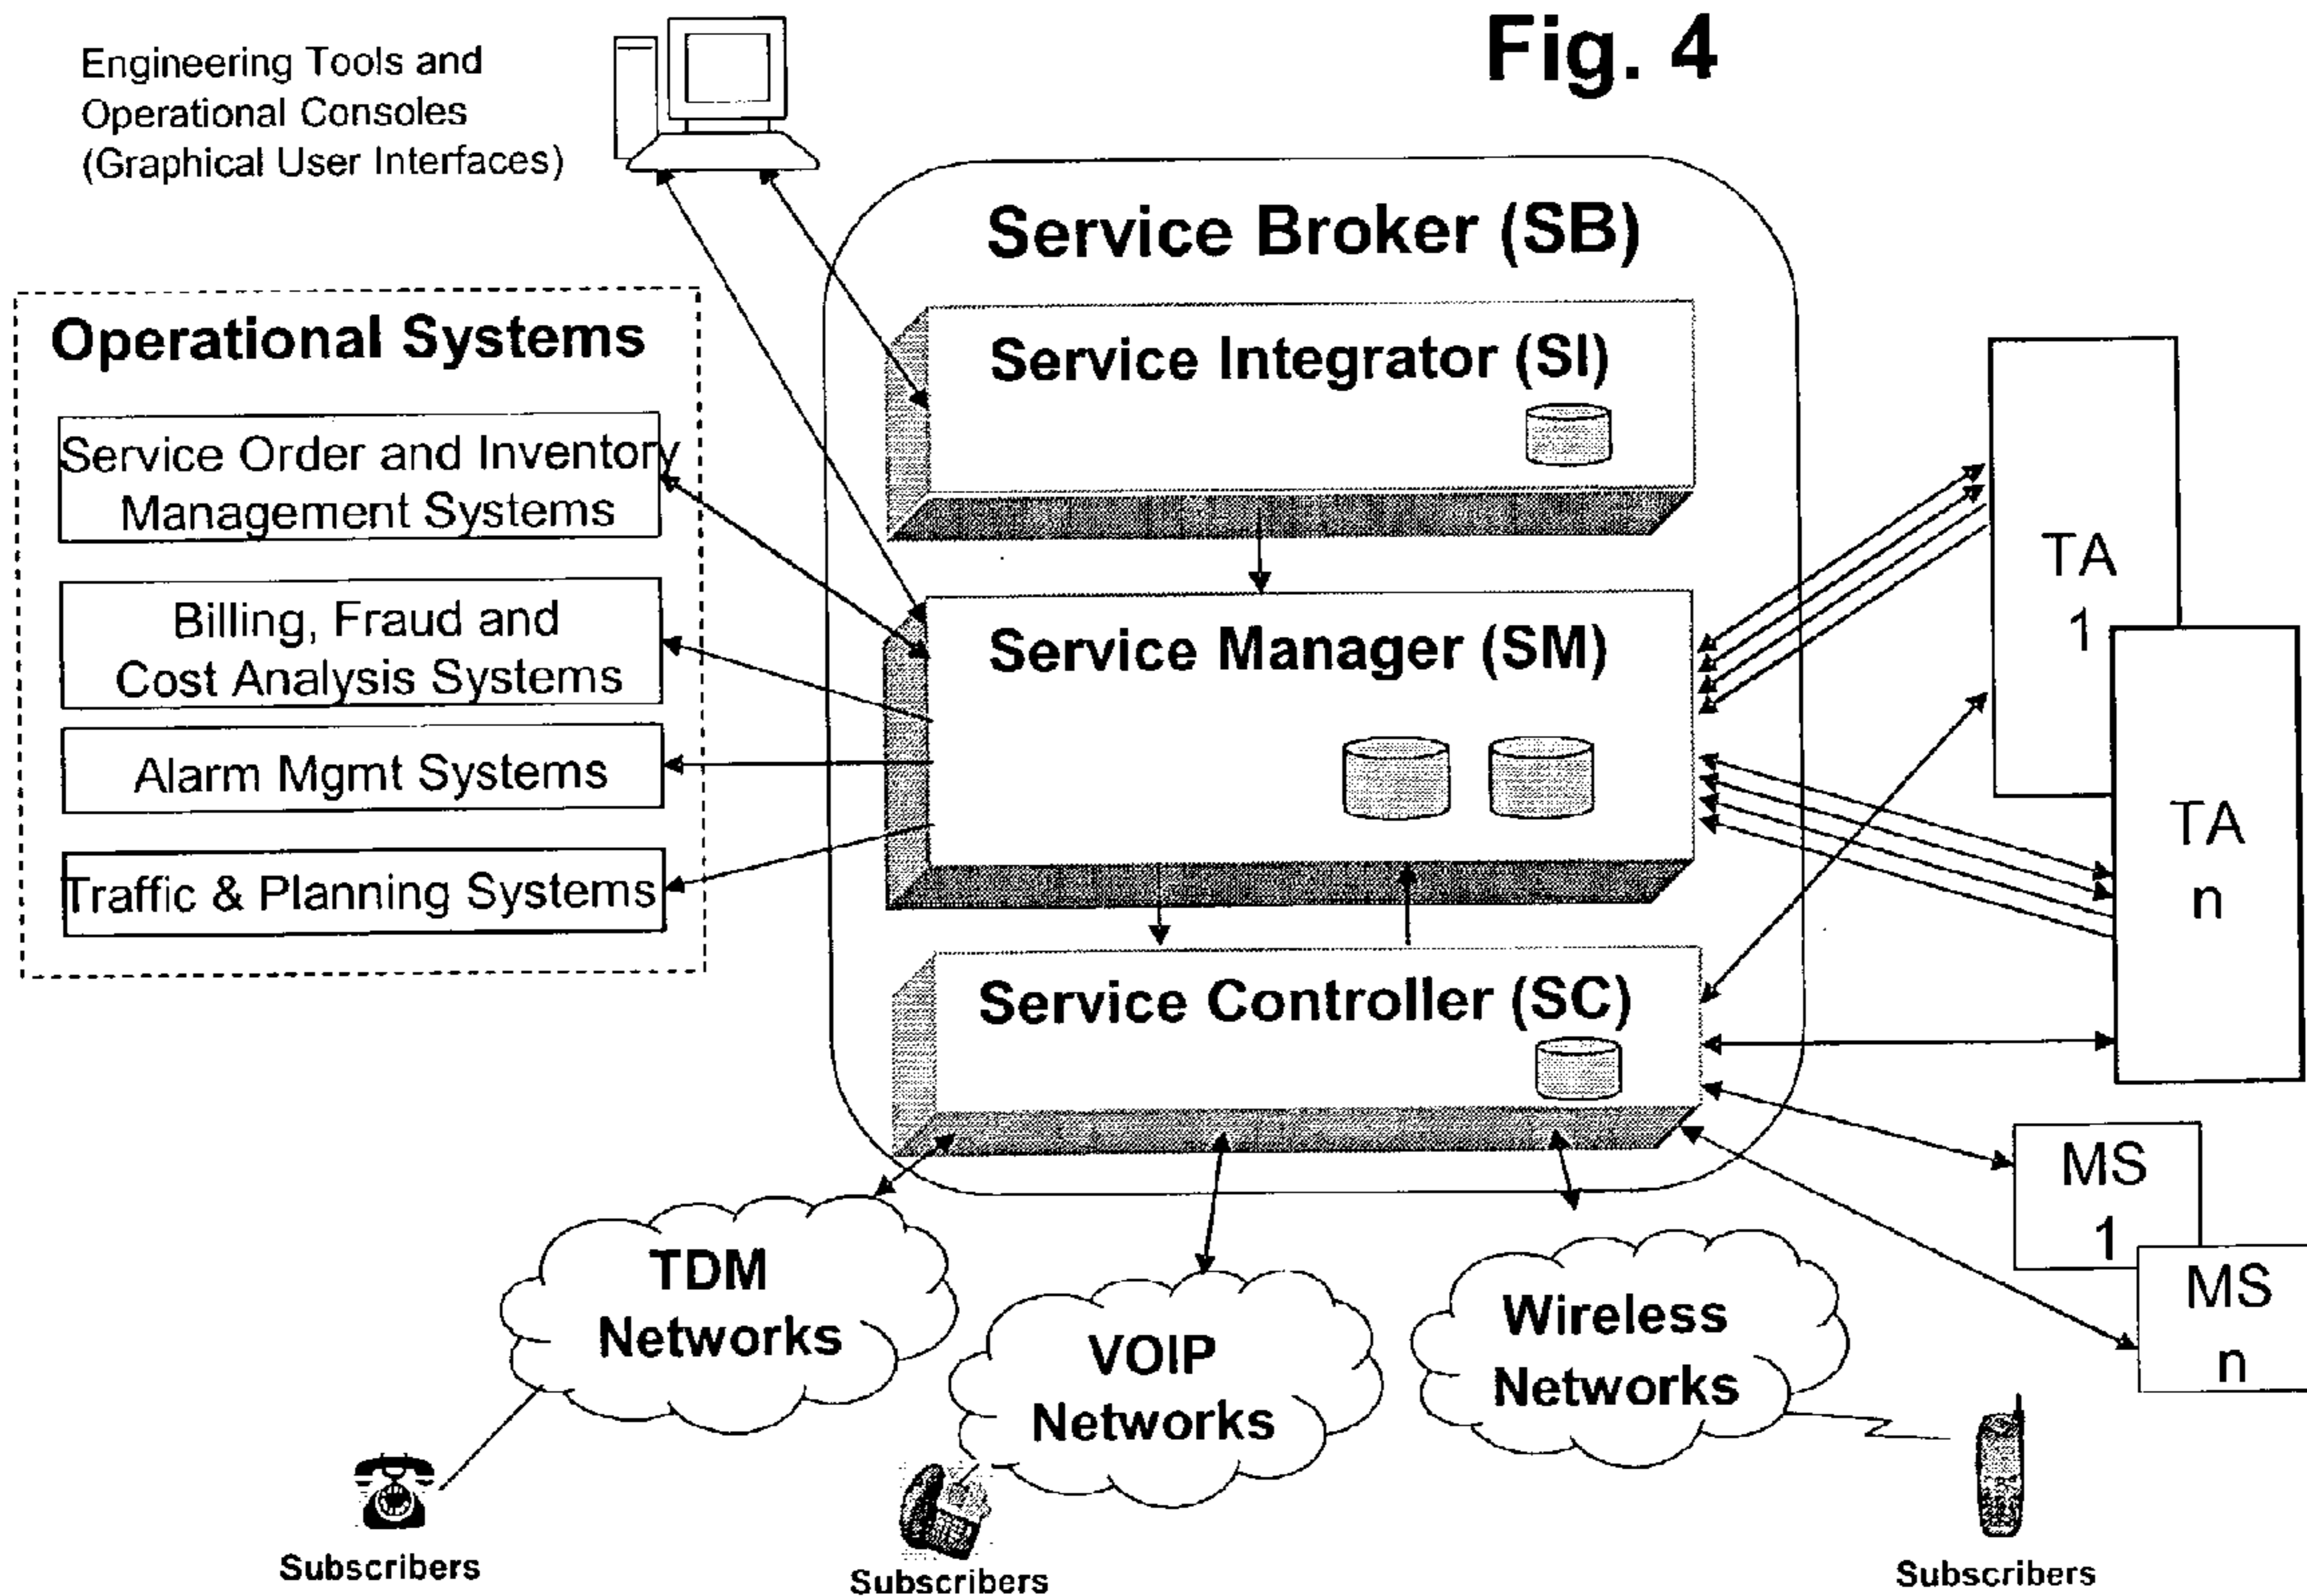 Fig. 4
Engineering Tools and
Operational Consoles
(Graphical User Interfaces)
Service Broker (SB)
Operational Systems
Service Order and Inventory
Management Systems
Billing, Fraud and
Cost Analysis Systems
Alarm Mgmt Systems
Traffic & Planning Systems
Service Integrator (SI)
Service Manager (SM)
Service Controller (SC)
TA
1
TA
n
MS
1
MS
n
TDM
Networks
VOIP
Networks
Wireless
Networks
Subscribers
Subscribers
Subscribers